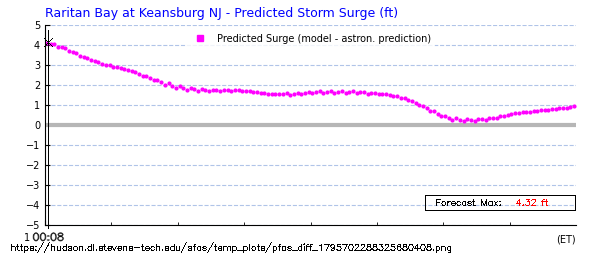 Raritan Bay at Keansburg NJ - Predicted Storm Surge (ft)
5
Predicted Surge (model - astron. prediction)
4
3
2
1
0
−1
−2
−3
−4
Forecast Max: 4.32 ft
−5
1 00:08
(ET)
https://hudson.dl.stevens-tech.edu/sfas/temp_plots/pfas_diff_1795702288325680408.png